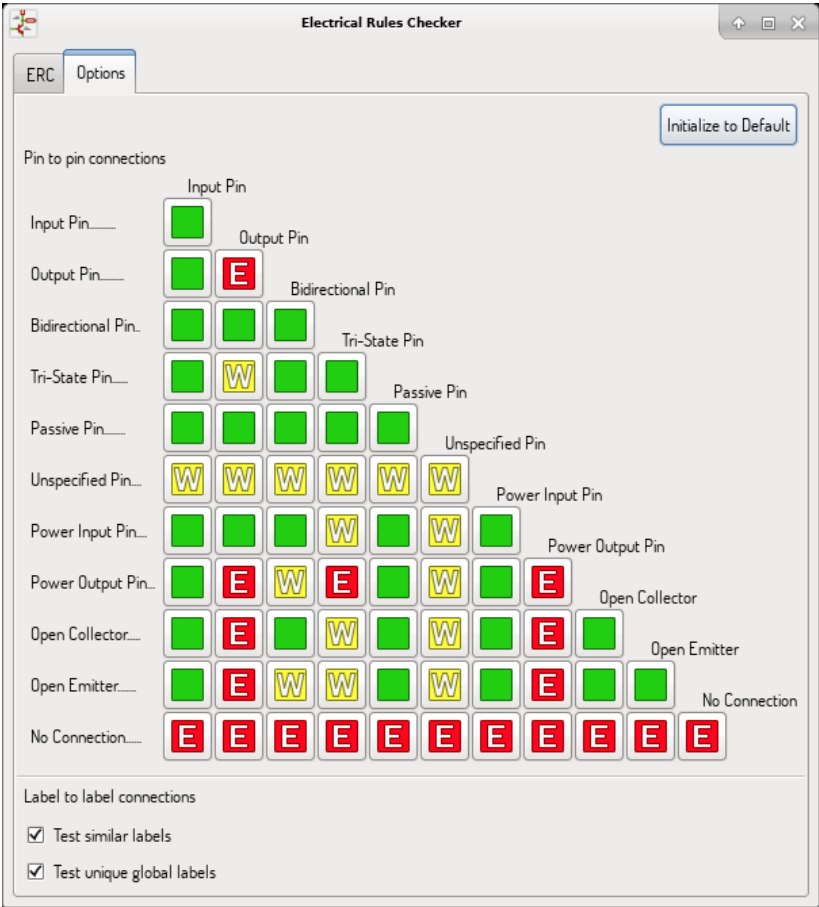 Electrical Rules Checker
ERC Options
Initialize to Default
Pin to pin connections
Input Pin
Input Pin..........
Output Pin
Output Pin......... E
Bidirectional Pin
Bidirectional Pin..
Tri-State Pin
Tri-State Pin...... W
Passive Pin
Passive Pin........
Unspecified Pin
Unspecified Pin.... W W W W W W
Power Input Pin
Power Input Pin.... W W
Power Output Pin
Power Output Pin... E W E W E
Open Collector
Open Collector..... E W W E
Open Emitter
Open Emitter....... E W W W E
No Connection
No Connection...... E E E E E E E E E E E
Label to label connections
Test similar labels
Test unique global labels